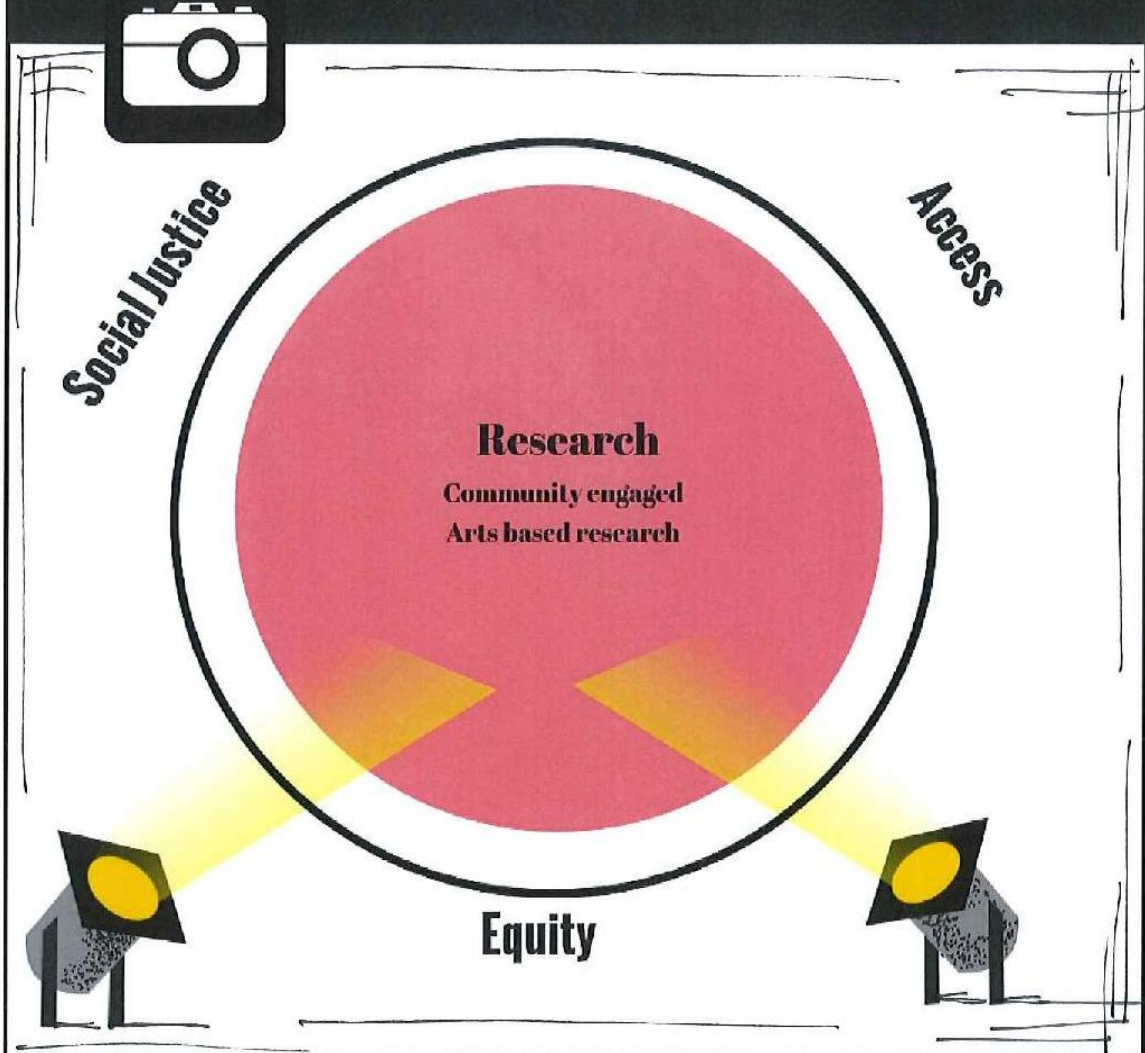 Social Justice
Access
Research
Community engaged
Arts based research
Equity